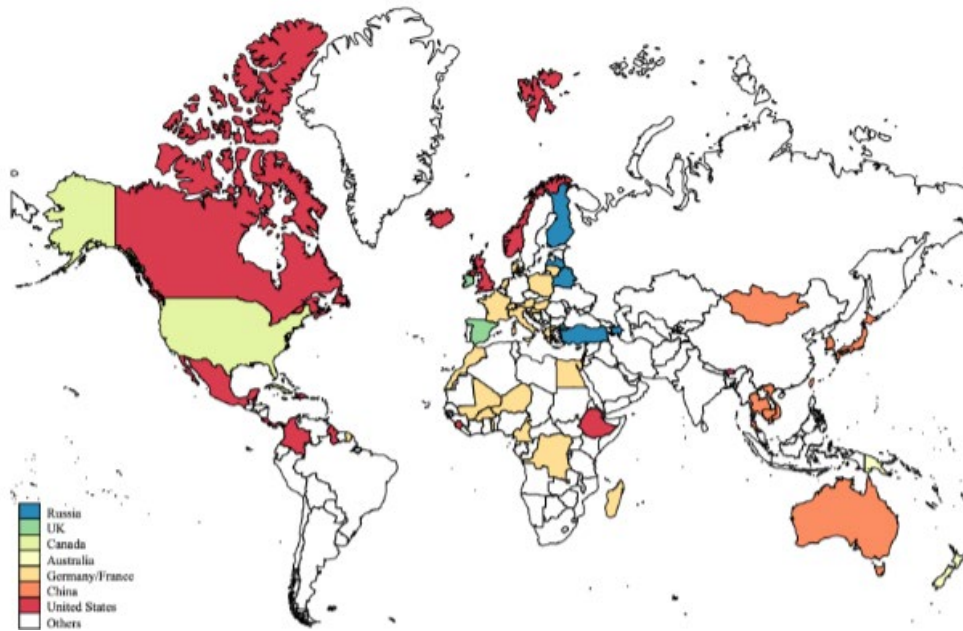 Russia
UK
Canada
Australia
Germany/France
China
United States
Others